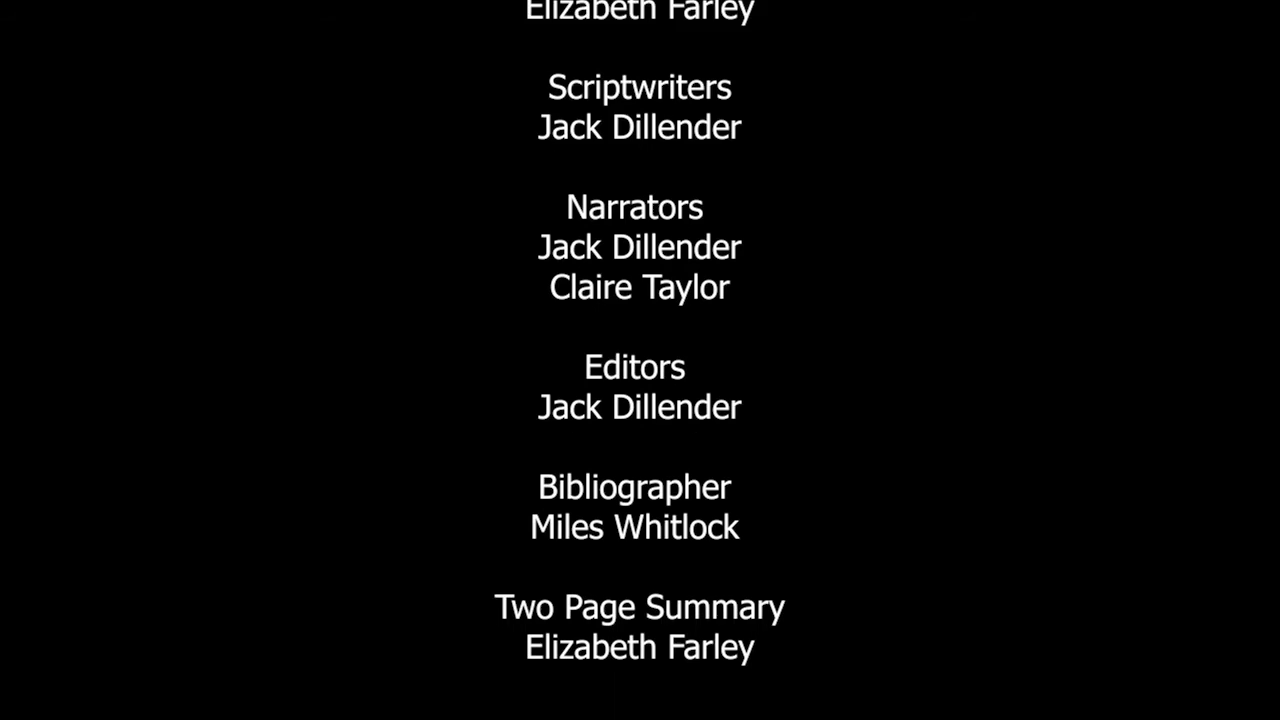 Elizabeth Farley
Scriptwriters
Jack Dillender
Narrators
Jack Dillender
Claire Taylor
Editors
Jack Dillender
Bibliographer
Miles Whitlock
Two Page Summary
Elizabeth Farley